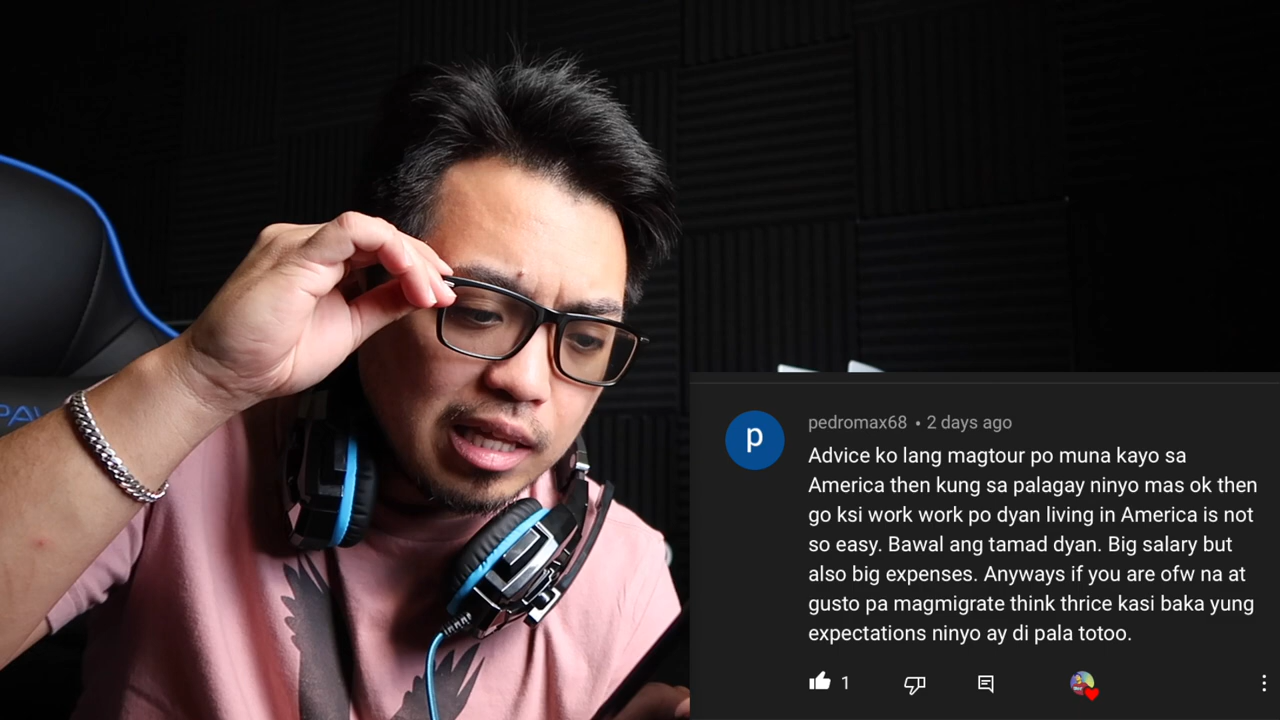 pedromax68 • 2 days ago
Advice ko lang magtour po muna kayo sa
America then kung sa palagay ninyo mas ok then
go ksi work work po dyan living in America is not
so easy. Bawal ang tamad dyan. Big salary but
also big expenses. Anyways if you are ofw na at
gusto pa magmigrate think thrice kasi baka yung
expectations ninyo ay di pala totoo.
1
p